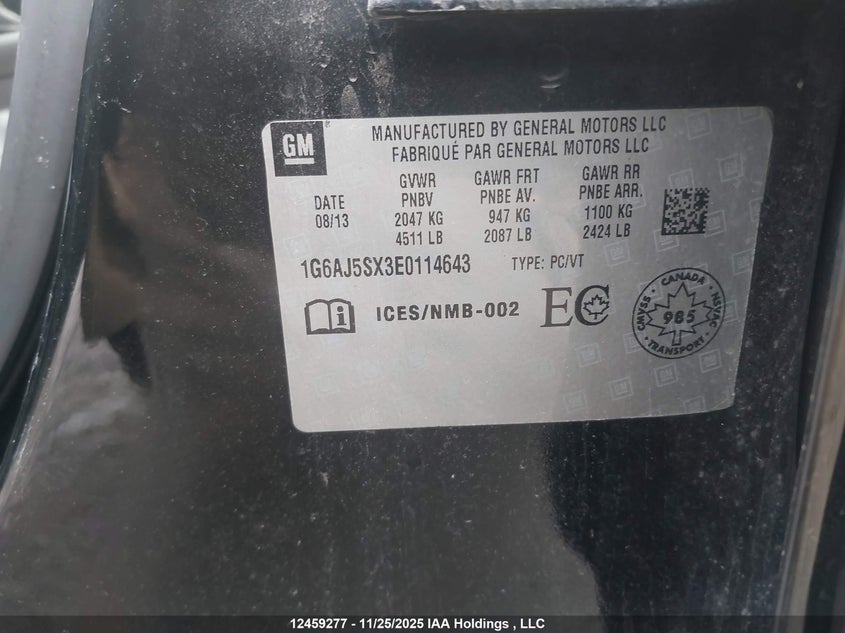 GM
MANUFACTURED BY GENERAL MOTORS LLC
FABRIQUÉ PAR GENERAL MOTORS LLC
DATE
08/13
GVWR
PNBV
2047 KG
4511 LB
GAWR FRT
PNBE AV.
947 KG
2087 LB
GAWR RR
PNBE ARR.
1100 KG
2424 LB
1G6AJ5SX3E0114643 TYPE: PC/VT
i ICES/NMB-002 EC
CANADA
CMVSS 985 NSVAC
TRANSPORT
12459277 - 11/25/2025 IAA Holdings , LLC